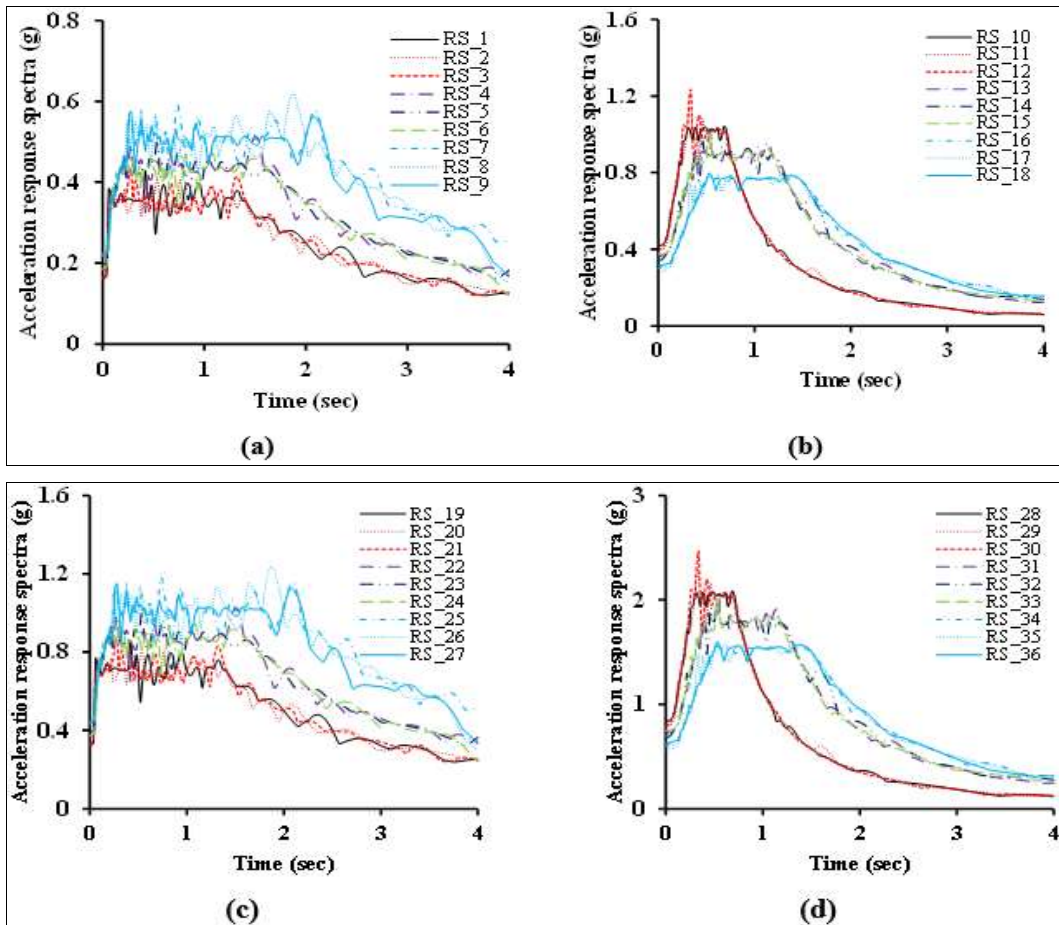 Acceleration response spectra (g)
0.8
0.6
0.4
0.2
0
0
1
2
3
4
Time (sec)
RS_1
RS_2
RS_3
RS_4
RS_5
RS_6
RS_7
RS_8
RS_9
(a)
Acceleration response spectra (g)
1.6
1.2
0.8
0.4
0
0
1
2
3
4
Time (sec)
RS_10
RS_11
RS_12
RS_13
RS_14
RS_15
RS_16
RS_17
RS_18
(b)
Acceleration response spectra (g)
1.6
1.2
0.8
0.4
0
0
1
2
3
4
Time (sec)
RS_19
RS_20
RS_21
RS_22
RS_23
RS_24
RS_25
RS_26
RS_27
(c)
Acceleration response spectra (g)
3
2
1
0
0
1
2
3
4
Time (sec)
RS_28
RS_29
RS_30
RS_31
RS_32
RS_33
RS_34
RS_35
RS_36
(d)